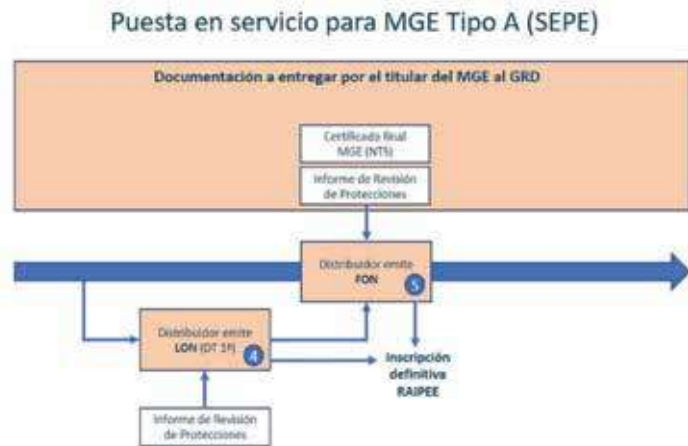 Puesta en servicio para MGE Tipo A (SEPE)
Documentación a entregar por el titular del MGE al GRD
Certificado final
MGE (NTS)
Informe de Revisión
de Protecciones
Distribuidor emite
FON
5
Distribuidor emite
LON (DT 1ª)
4
Inscripción
definitiva
RAIPEE
Informe de Revisión
de Protecciones